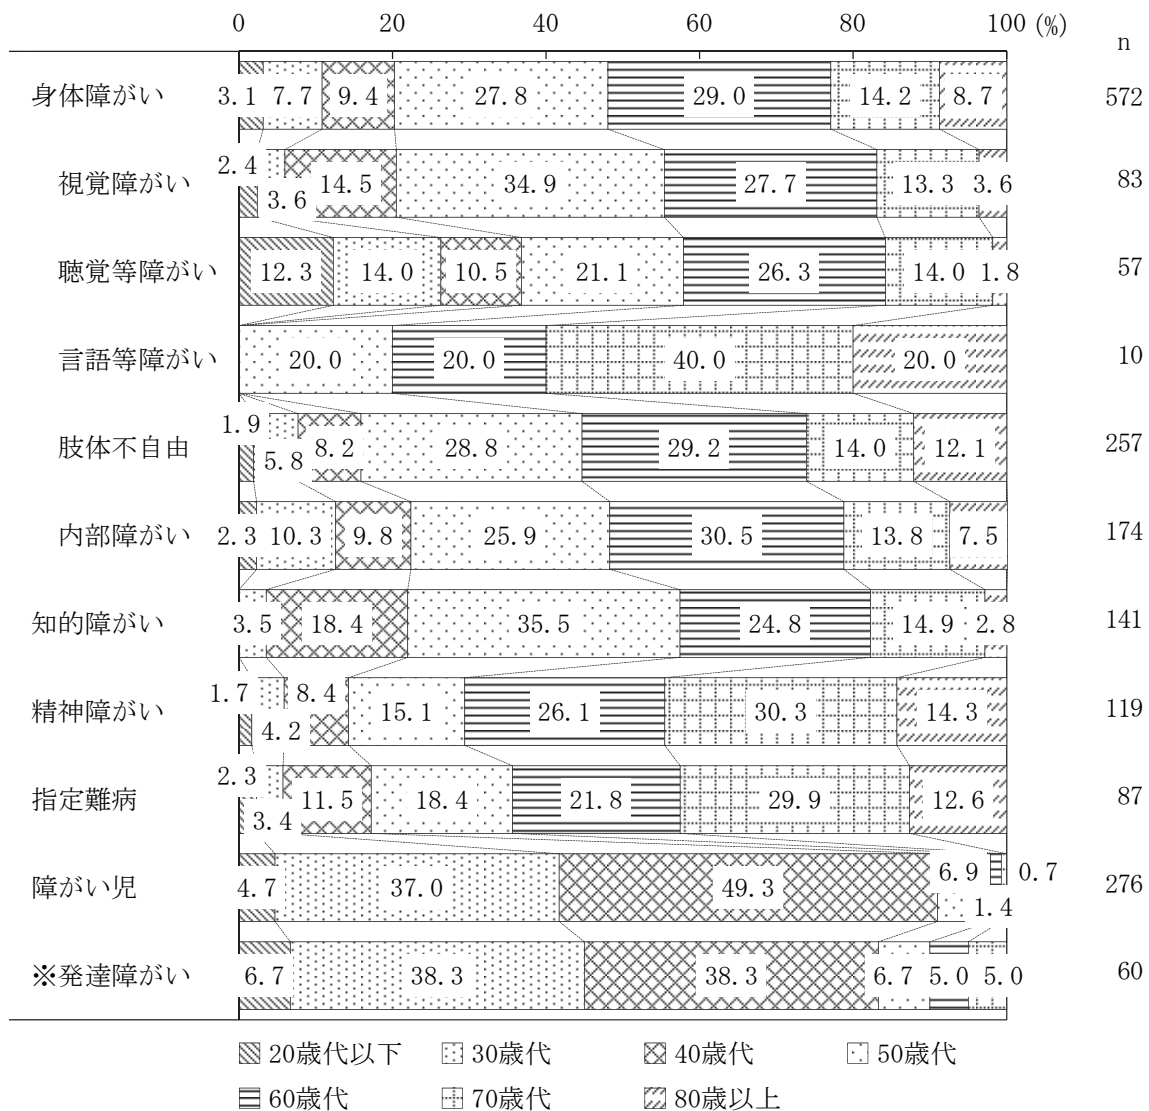 0 20 40 60 80 100 (%)
n
身体障がい 3.1 7.7 9.4 27.8 29.0 14.2 8.7 572
視覚障がい 2.4 3.6 14.5 34.9 27.7 13.3 3.6 83
聴覚等障がい 12.3 14.0 10.5 21.1 26.3 14.0 1.8 57
言語等障がい 20.0 20.0 40.0 20.0 10
肢体不自由 1.9 5.8 8.2 28.8 29.2 14.0 12.1 257
内部障がい 2.3 10.3 9.8 25.9 30.5 13.8 7.5 174
知的障がい 3.5 18.4 35.5 24.8 14.9 2.8 141
精神障がい 1.7 4.2 8.4 15.1 26.1 30.3 14.3 119
指定難病 2.3 3.4 11.5 18.4 21.8 29.9 12.6 87
障がい児 4.7 37.0 49.3 6.9 1.4 0.7 276
※発達障がい 6.7 38.3 38.3 6.7 5.0 5.0 60
20歳代以下 30歳代 40歳代 50歳代
60歳代 70歳代 80歳以上